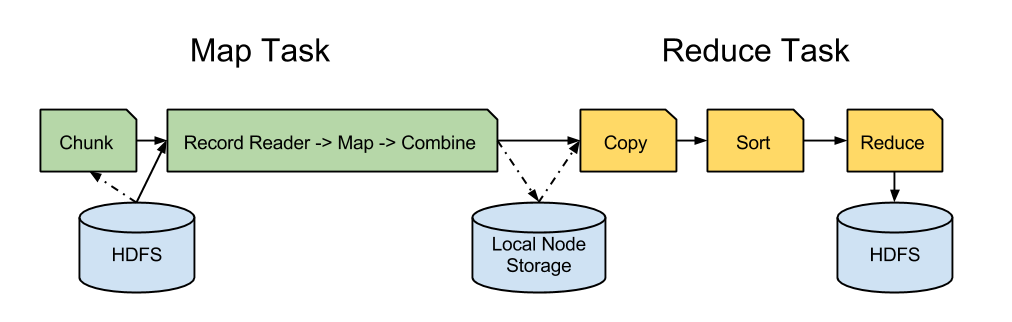 Map Task
Reduce Task
Chunk
Record Reader -> Map -> Combine
Copy
Sort
Reduce
HDFS
Local Node
Storage
HDFS